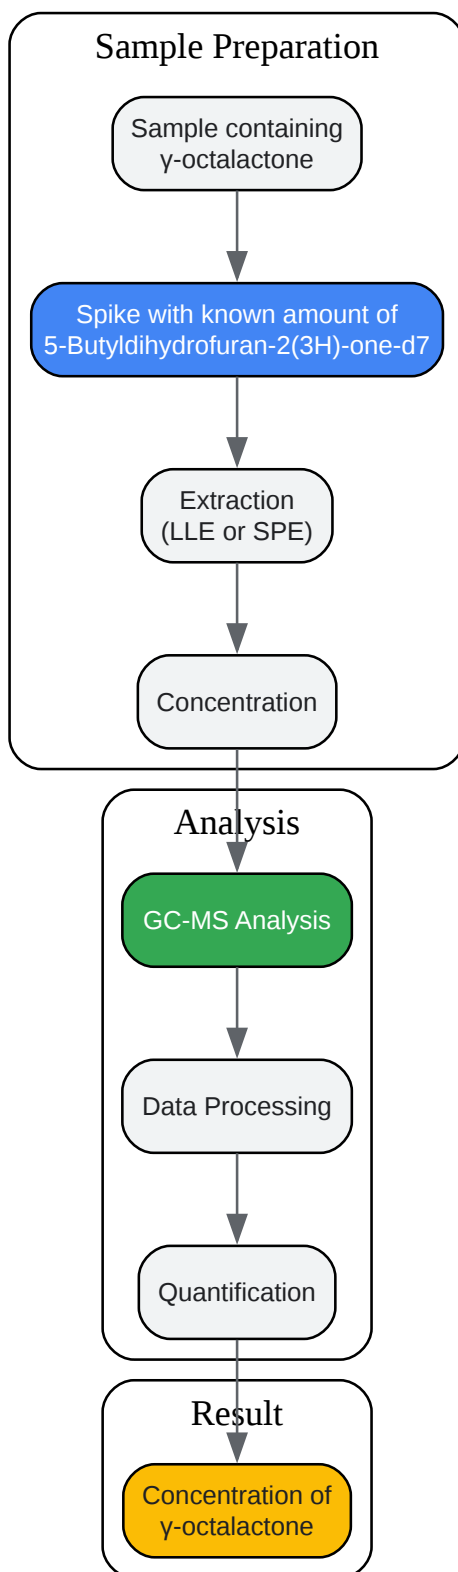 Sample Preparation
Sample containing
γ-octalactone
Spike with known amount of
5-Butyldihydrofuran-2(3H)-one-d7
Extraction
(LLE or SPE)
Concentration
Analysis
GC-MS Analysis
Data Processing
Quantification
Result
Concentration of
γ-octalactone